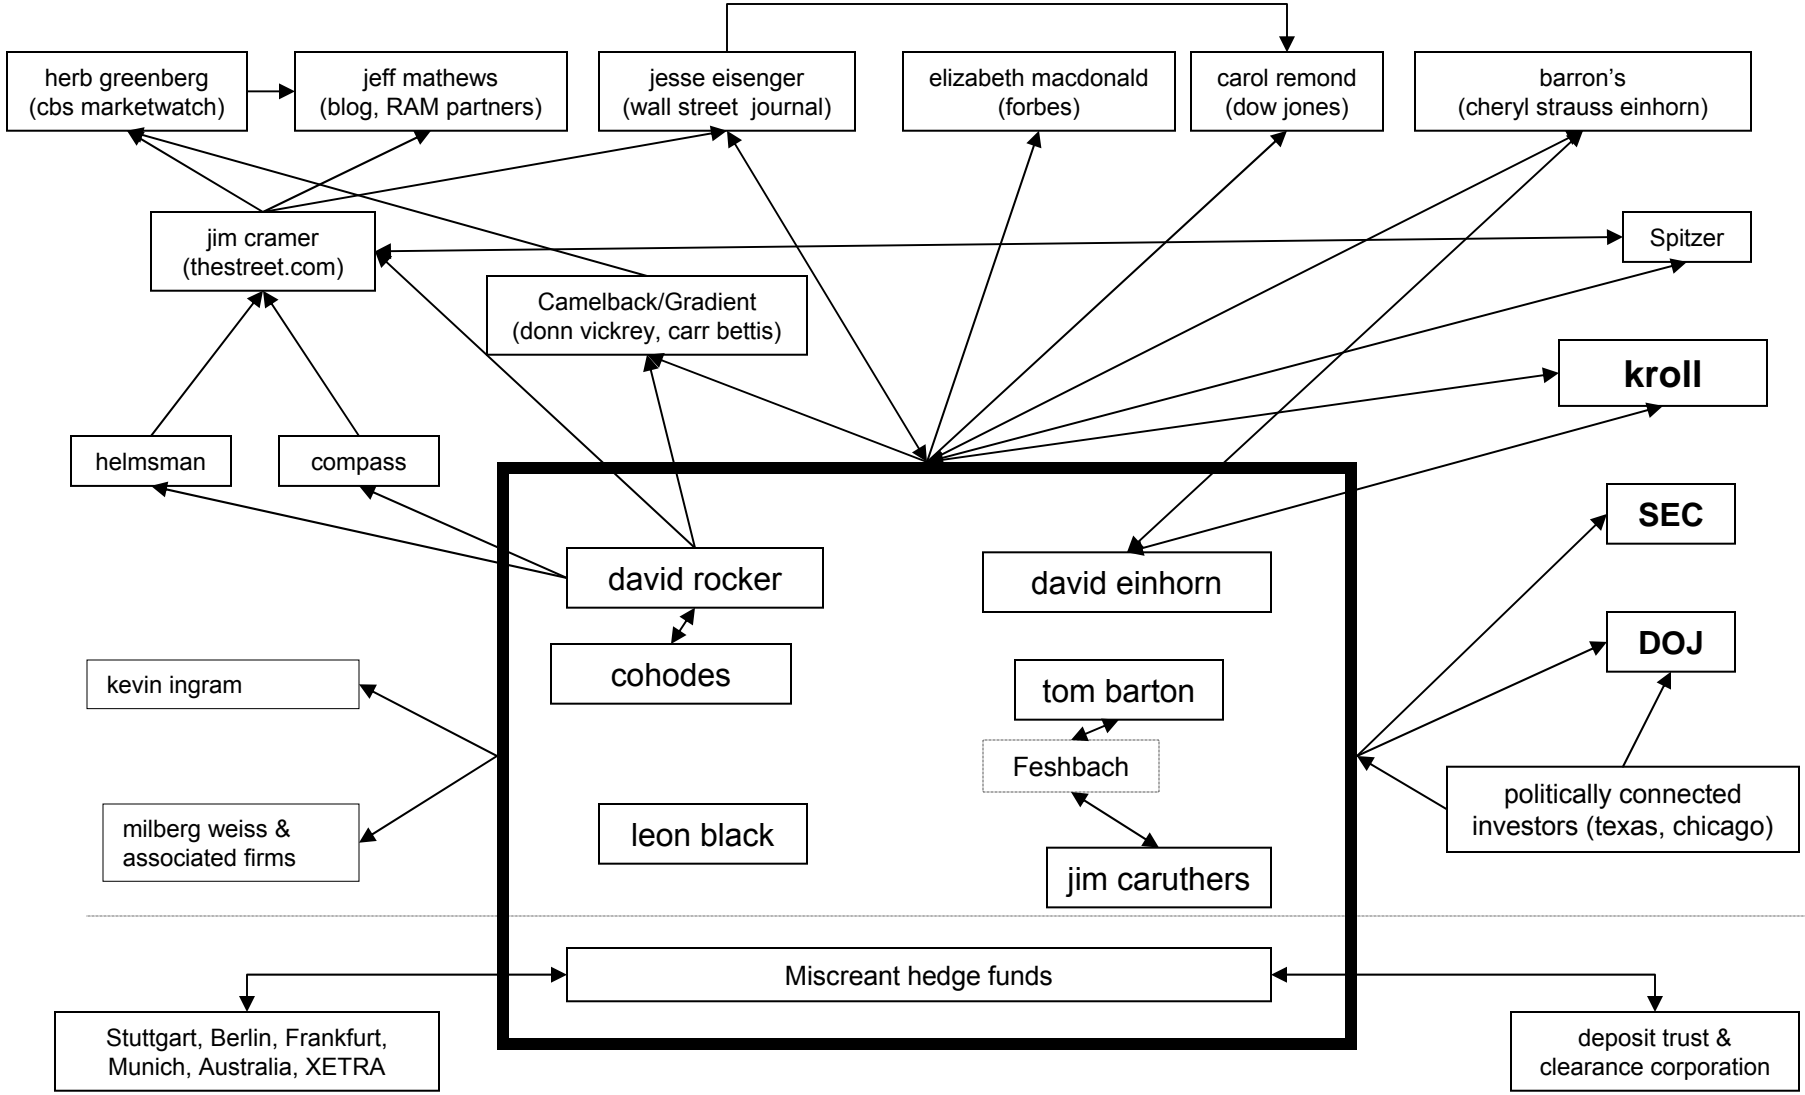 herb greenberg
(cbs marketwatch)
jeff mathews
(blog, RAM partners)
jesse eisenger
(wall street journal)
elizabeth macdonald
(forbes)
carol remond
(dow jones)
barron's
(cheryl strauss einhorn)
jim cramer
(thestreet.com)
Spitzer
Camelback/Gradient
(donn vickrey, carr bettis)
kroll
helmsman
compass
SEC
david rocker
david einhorn
DOJ
cohodes
kevin ingram
tom barton
Feshbach
politically connected
investors (texas, chicago)
milberg weiss &
associated firms
leon black
jim caruthers
Miscreant hedge funds
Stuttgart, Berlin, Frankfurt,
Munich, Australia, XETRA
deposit trust &
clearance corporation